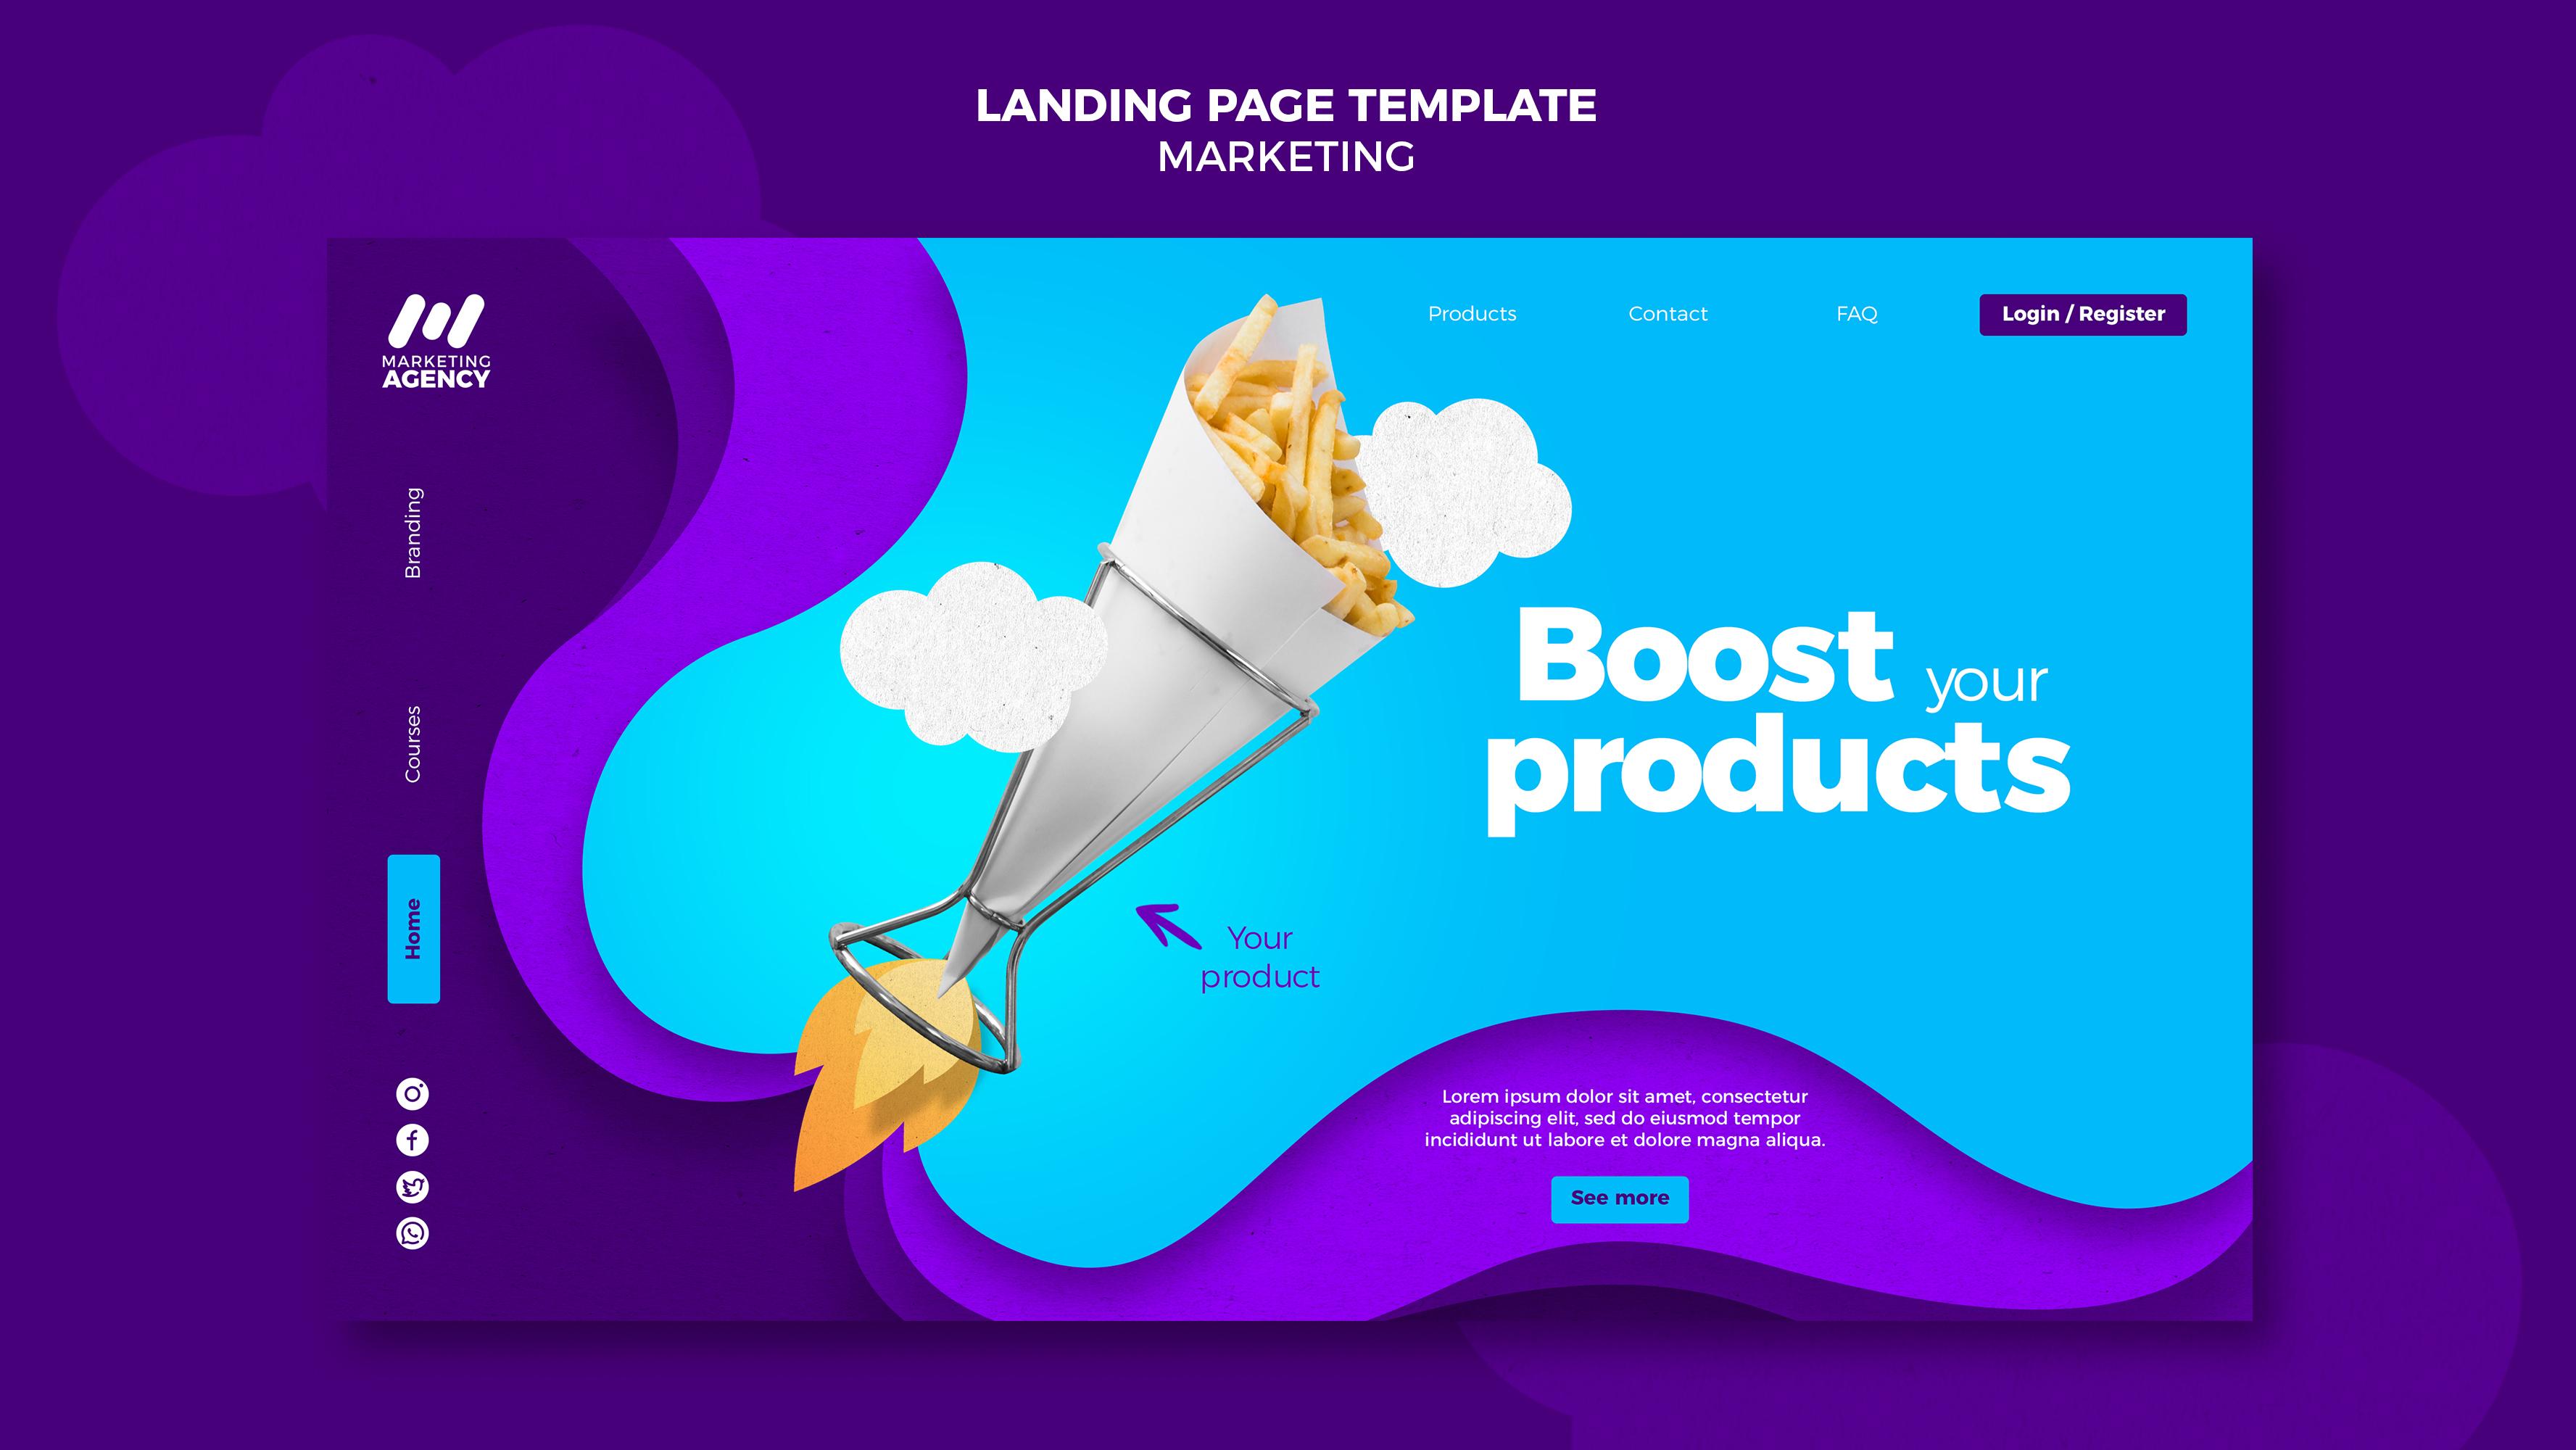 LANDING PAGE TEMPLATE
MARKETING
MARKETING
AGENCY
Products
Contact
FAQ
Login / Register
Branding
Courses
Home
Boost your
products
Your
product
Lorem ipsum dolor sit amet, consectetur
adipiscing elit, sed do eiusmod tempor
incididunt ut labore et dolore magna aliqua.
See more